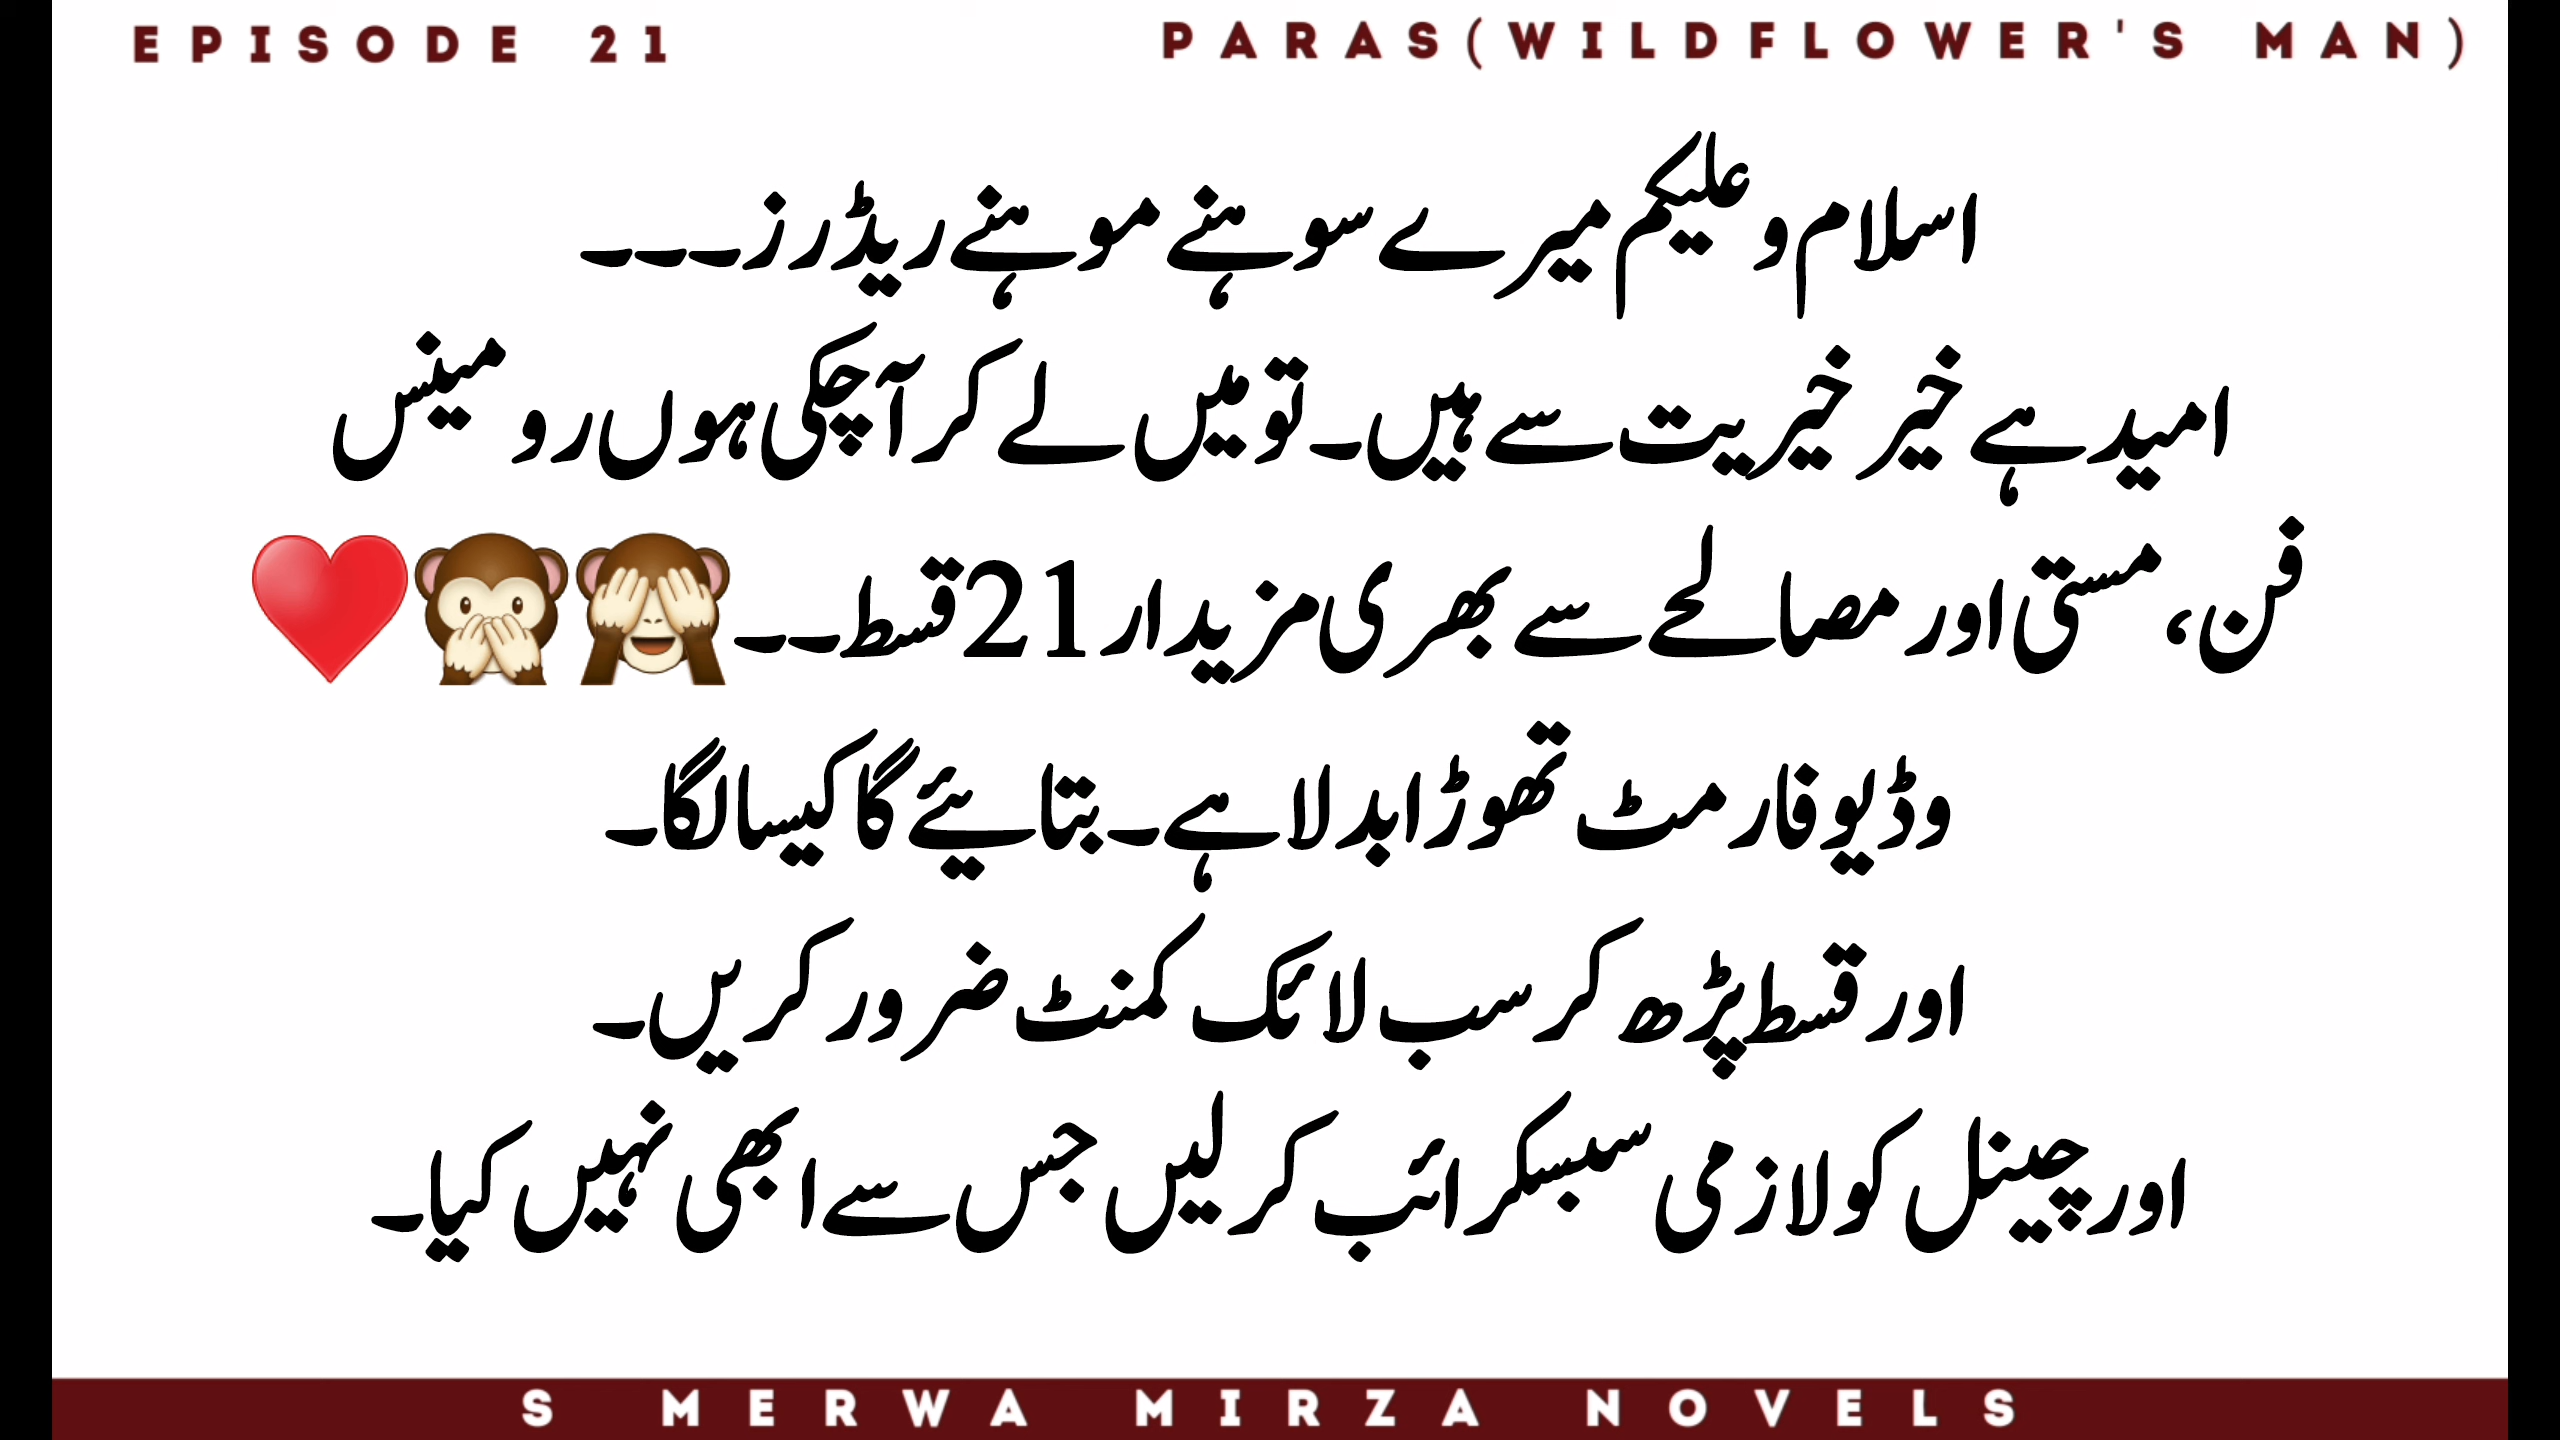 EPISODE 21
PARAS(WILDFLOWER'S MAN)
اسلام و علیکم میرے سوہنے موہنے ریڈرز۔۔۔
امید ہے خیر خیریت سے ہیں۔ تو میں لے کر آچکی ہوں رومینس
فن، مستی اور مصالحے سے بھری مزیدار 21 قسط۔۔🙈🙊♥️
وڈیو فارمٹ تھوڑا بدلا ہے۔ بتایئے گا کیسا لگا۔
اور قسط پڑھ کر سب لائک کمنٹ ضرور کریں۔
اور چینل کو لازمی سبسکرائب کر لیں جس سے ابھی نہیں کیا۔
S MERWA MIRZA NOVELS